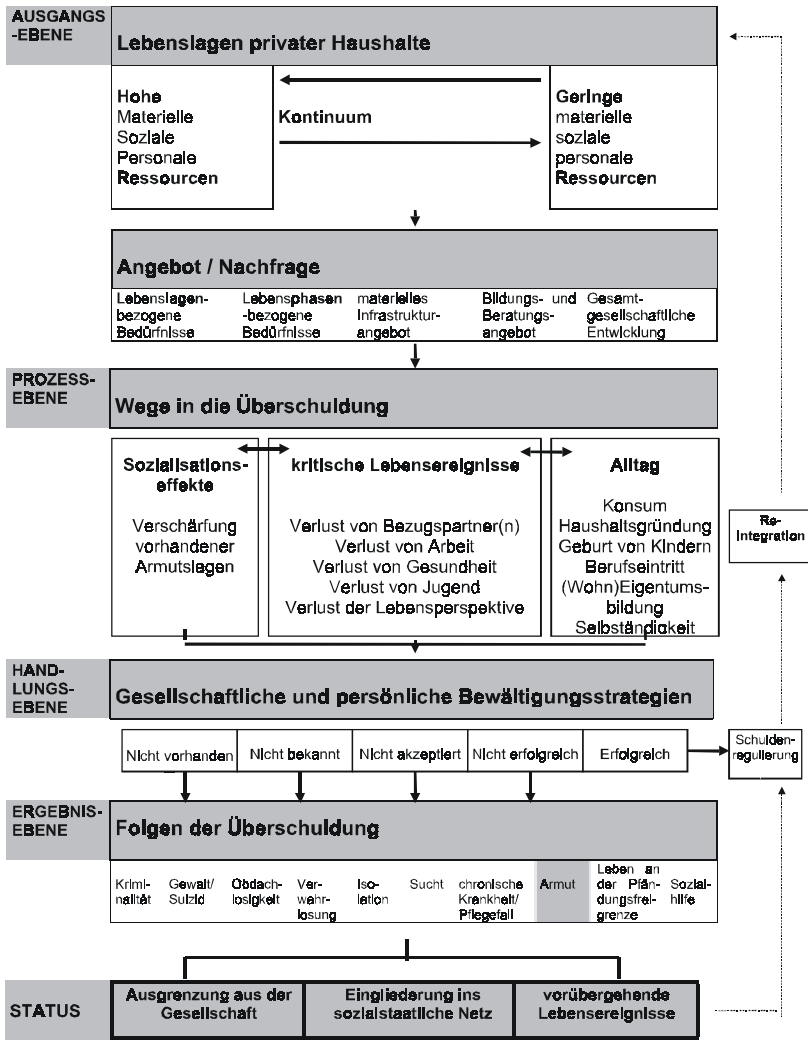 AUSGANGS
-EBENE
Lebenslagen privater Haushalte
Hohe
Materielle
Soziale
Personale
Ressourcen
Kontinuum
Geringe
materielle
soziale
personale
Ressourcen
Angebot / Nachfrage
Lebenslagen-
bezogene
Bedürfnisse
Lebensphasen
-bezogene
Bedürfnisse
materielles
Infrastruktur-
angebot
Bildungs- und
Beratungs-
angebot
Gesamt-
gesellschaftliche
Entwicklung
PROZESS-
EBENE
Wege in die Überschuldung
Sozialisations-
effekte
Verschärfung
vorhandener
Armutslagen
kritische Lebensereignisse
Verlust von Bezugspartner(n)
Verlust von Arbeit
Verlust von Gesundheit
Verlust von Jugend
Verlust der Lebensperspektive
Alltag
Konsum
Haushaltsgründung
Geburt von Kindern
Berufseintritt
(Wohn)Eigentums-
bildung
Selbständigkeit
Re-
Integration
HAND-
LUNGS-
EBENE
Gesellschaftliche und persönliche Bewältigungsstrategien
Nicht vorhanden
Nicht bekannt
Nicht akzeptiert
Nicht erfolgreich
Erfolgreich
Schulden-
regulierung
ERGEBNIS-
EBENE
Folgen der Überschuldung
Krimi-
nalität
Gewalt/
Suizid
Obdach-
losigkeit
Ver-
wahr-
losung
Iso-
lation
Sucht
chronische
Krankheit/
Pflegefall
Armut
Leben an
der Pfän-
dungsfrei-
grenze
Sozial-
hilfe
STATUS
Ausgrenzung aus der
Gesellschaft
Eingliederung ins
sozialstaatliche Netz
vorübergehende
Lebensereignisse